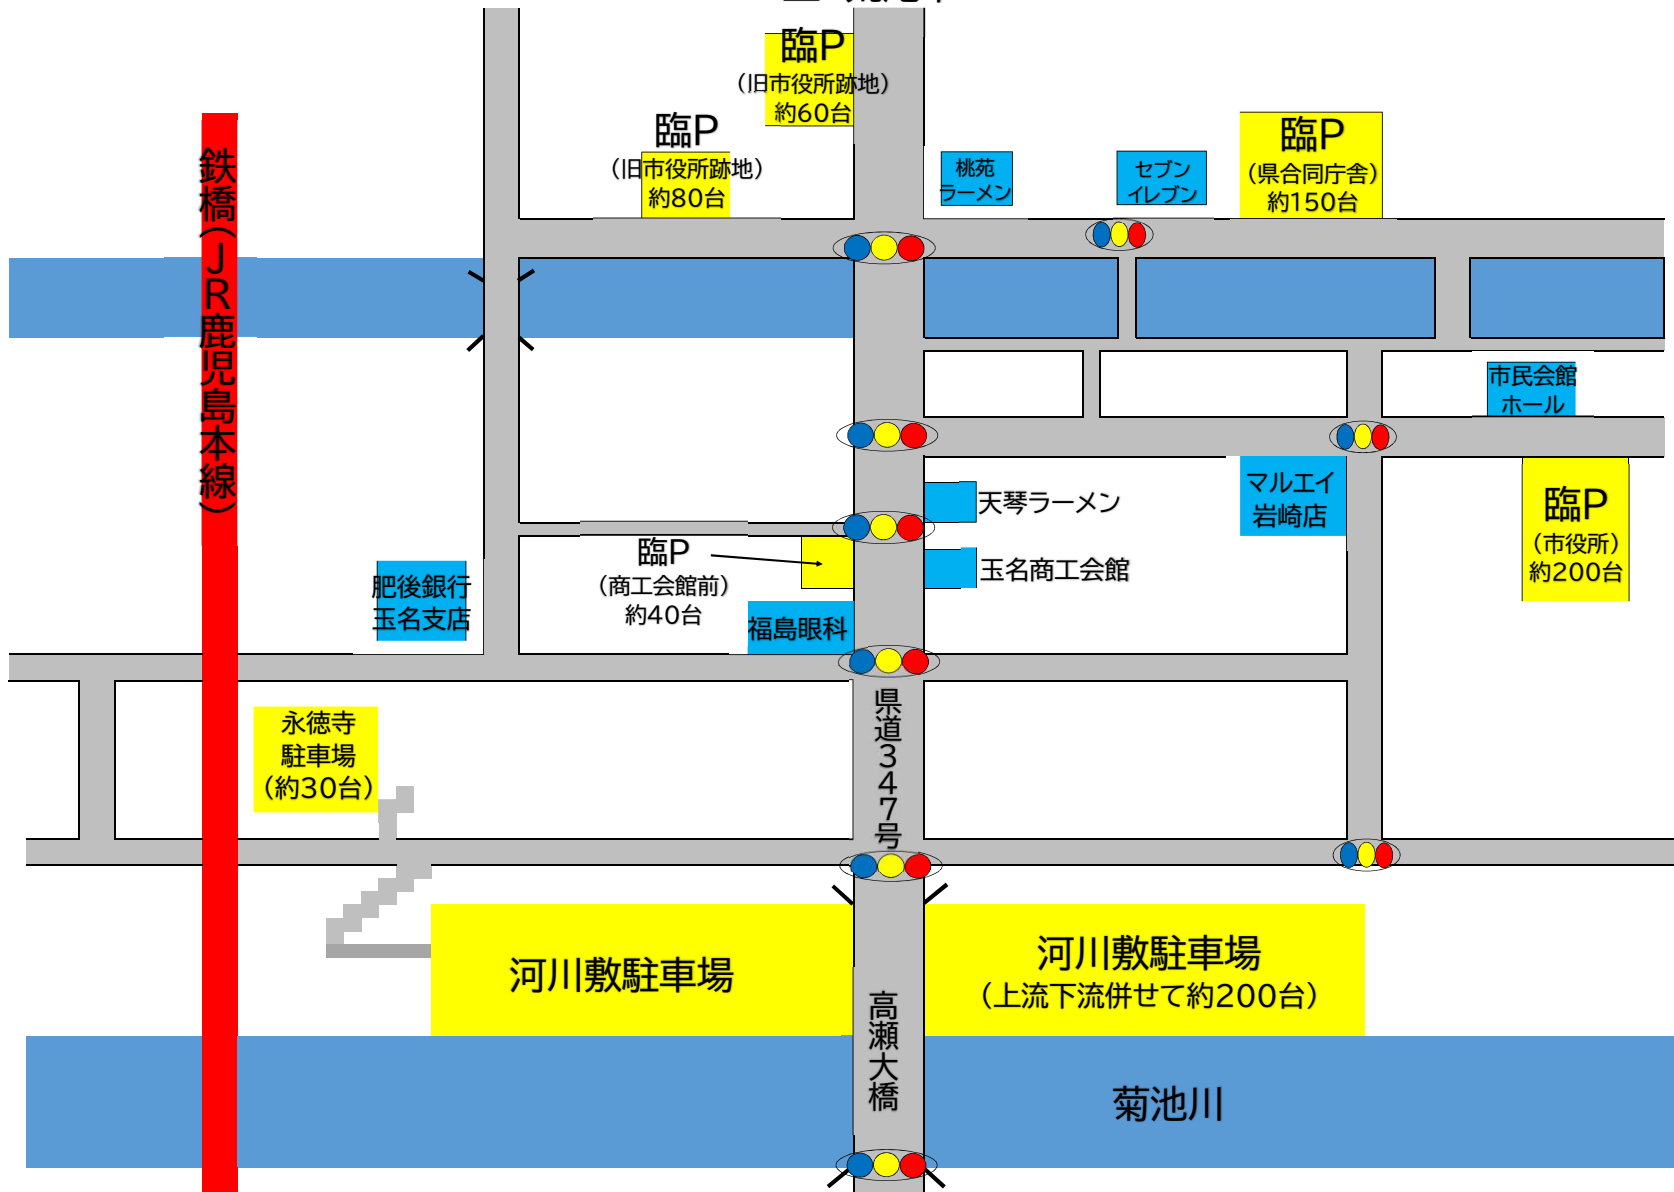 臨P
（旧市役所跡地）
約60台
臨P
（旧市役所跡地）
約80台
桃苑
ラーメン
セブン
イレブン
臨P
（県合同庁舎）
約150台
鉄橋（ＪＲ鹿児島本線）
市民会館
ホール
マルエイ
岩崎店
臨P
（市役所）
約200台
天琴ラーメン
玉名商工会館
臨P
（商工会館前）
約40台
肥後銀行
玉名支店
福島眼科
県道３４７号
永徳寺
駐車場
（約30台）
河川敷駐車場
河川敷駐車場
（上流下流併せて約200台）
高瀬大橋
菊池川